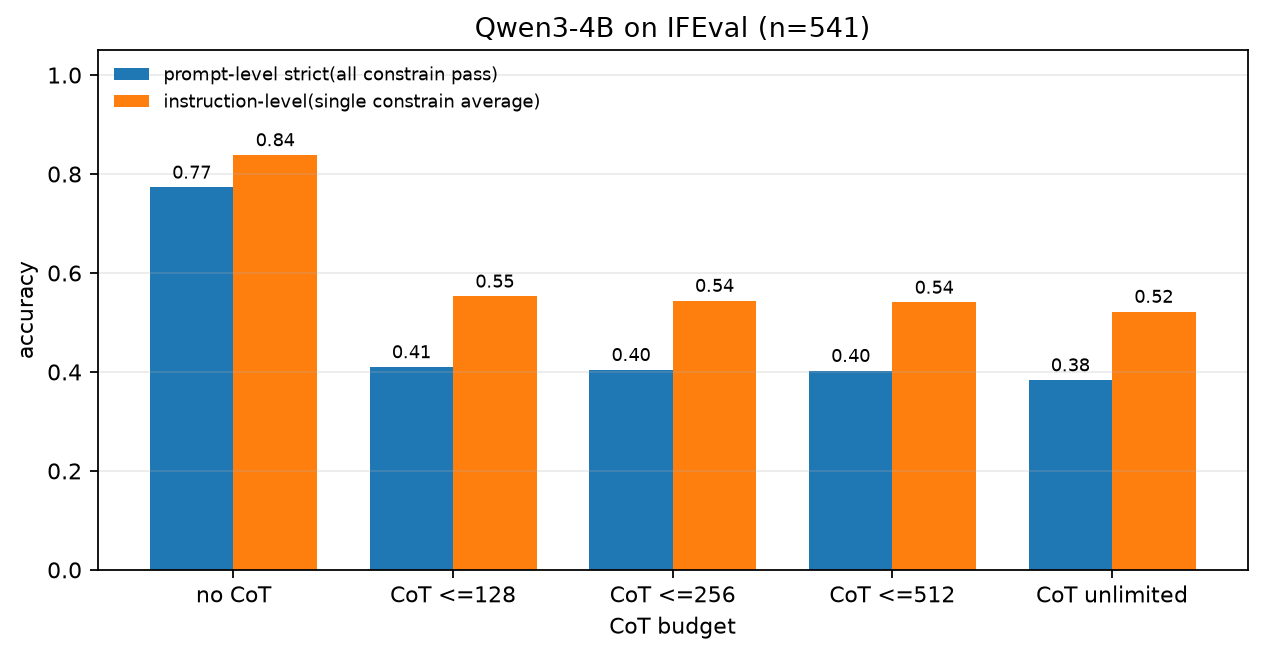 Qwen3-4B on IFEval (n=541)
prompt-level strict(all constrain pass)
instruction-level(single constrain average)
accuracy
1.0
0.8
0.6
0.4
0.2
0.0
0.77
0.84
0.41
0.55
0.40
0.54
0.40
0.54
0.38
0.52
no CoT
CoT <=128
CoT <=256
CoT <=512
CoT unlimited
CoT budget